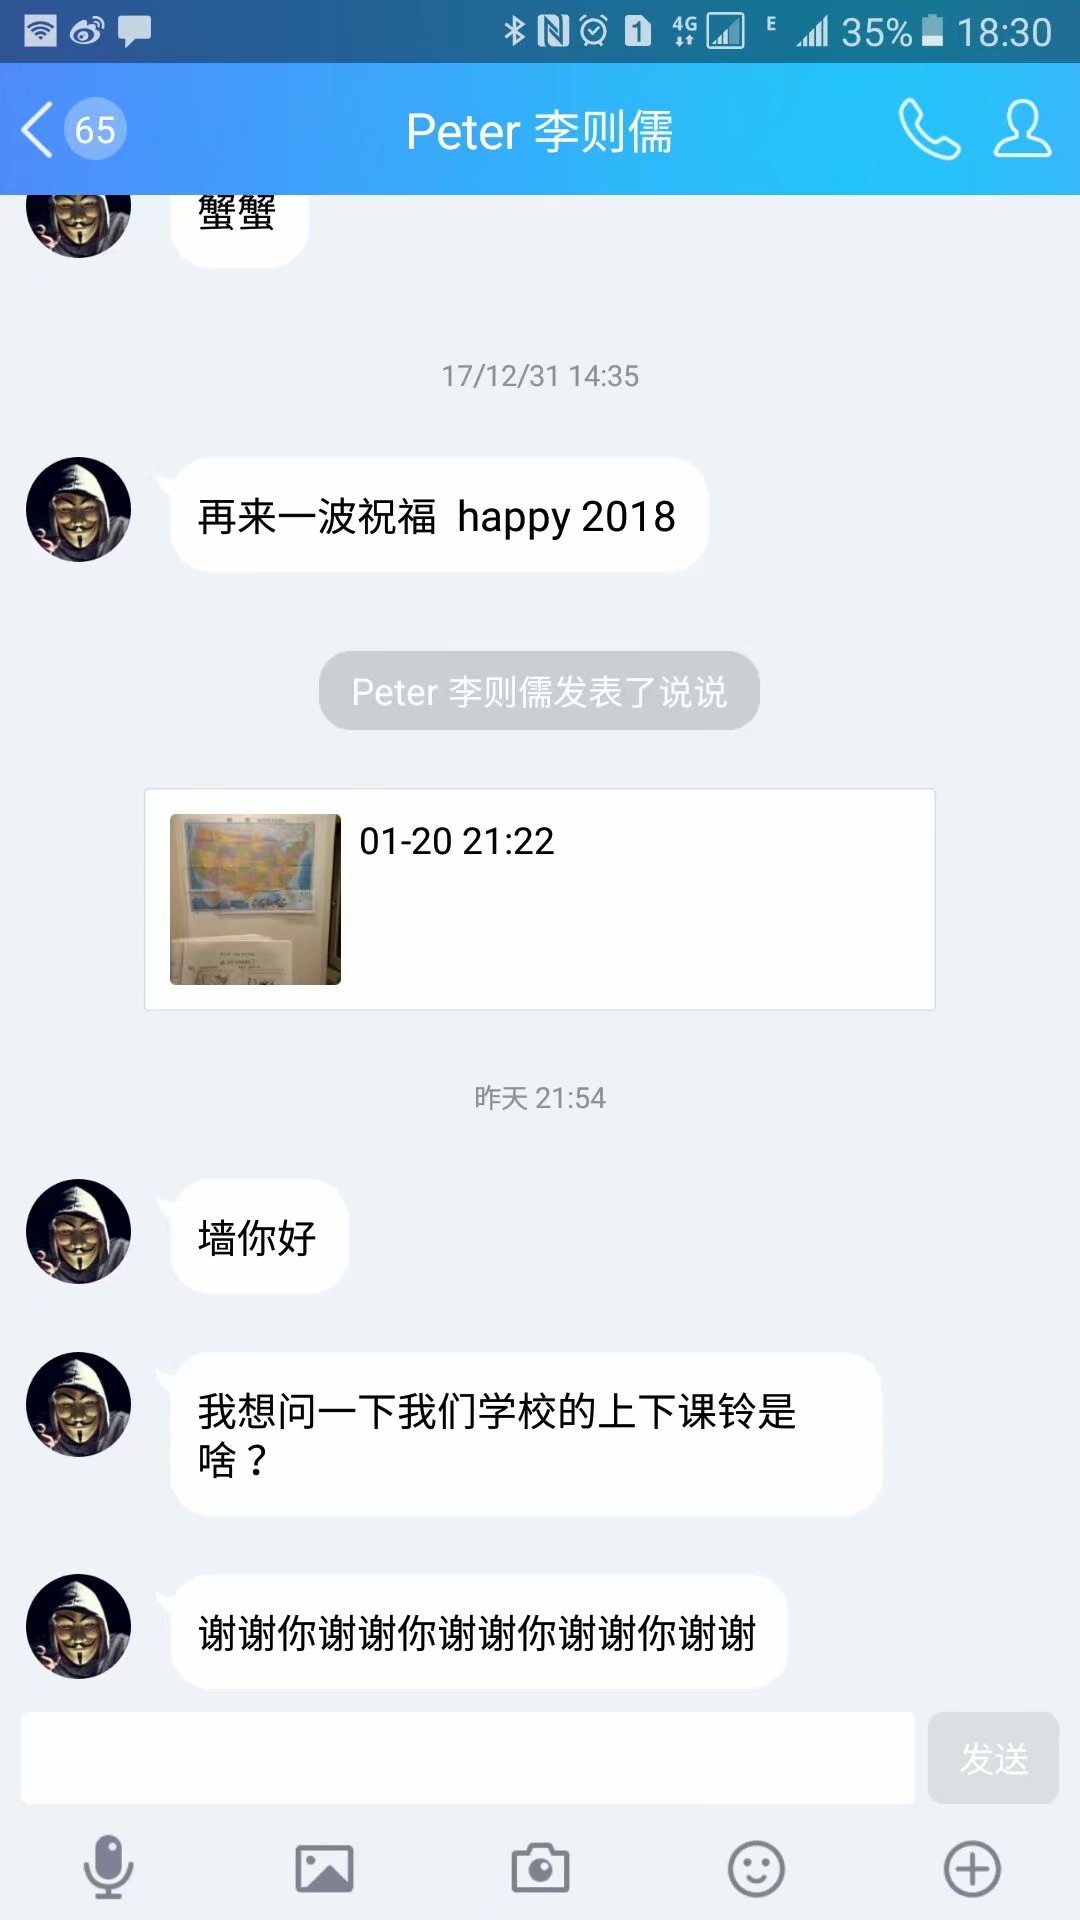 1 4G E 35% 18:30
65 Peter 李则儒
蟹蟹
17/12/31 14:35
再来一波祝福 happy 2018
Peter 李则儒发表了说说
01-20 21:22
昨天 21:54
墙你好
我想问一下我们学校的上下课铃是
啥？
谢谢你谢谢你谢谢你谢谢你谢谢
发送